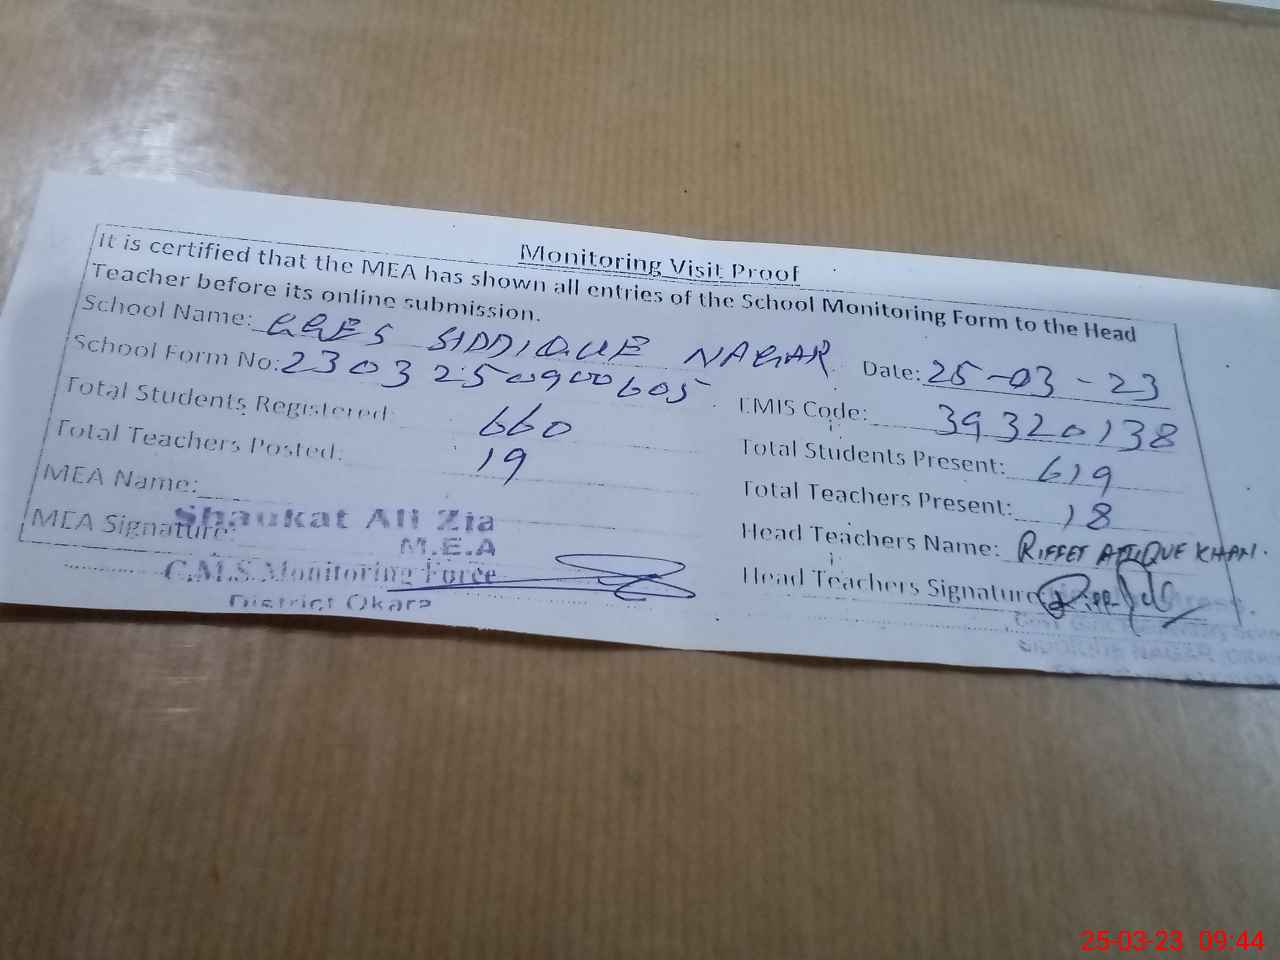 Monitoring Visit Proof
It is certified that the MEA has shown all entries of the School Monitoring Form to the Head
Teacher before its online submission.
School Name: GGES SIDDIQUE NAGAR Date: 25-03-23
School Form No: 2303250900605 EMIS Code: 39320138
Total Students Registered: 660 Total Students Present: 619
Total Teachers Posted: 19 Total Teachers Present: 18
MEA Name: Head Teachers Name: RIFFET ATTIQUE KHAN.
Shaukat Ali Zia
MEA Signature: Head Teachers Signature
M.E.A
C.M.S.Monitoring Force
District Okara
SIDDIQUE NAGAR
25-03-23 09:44